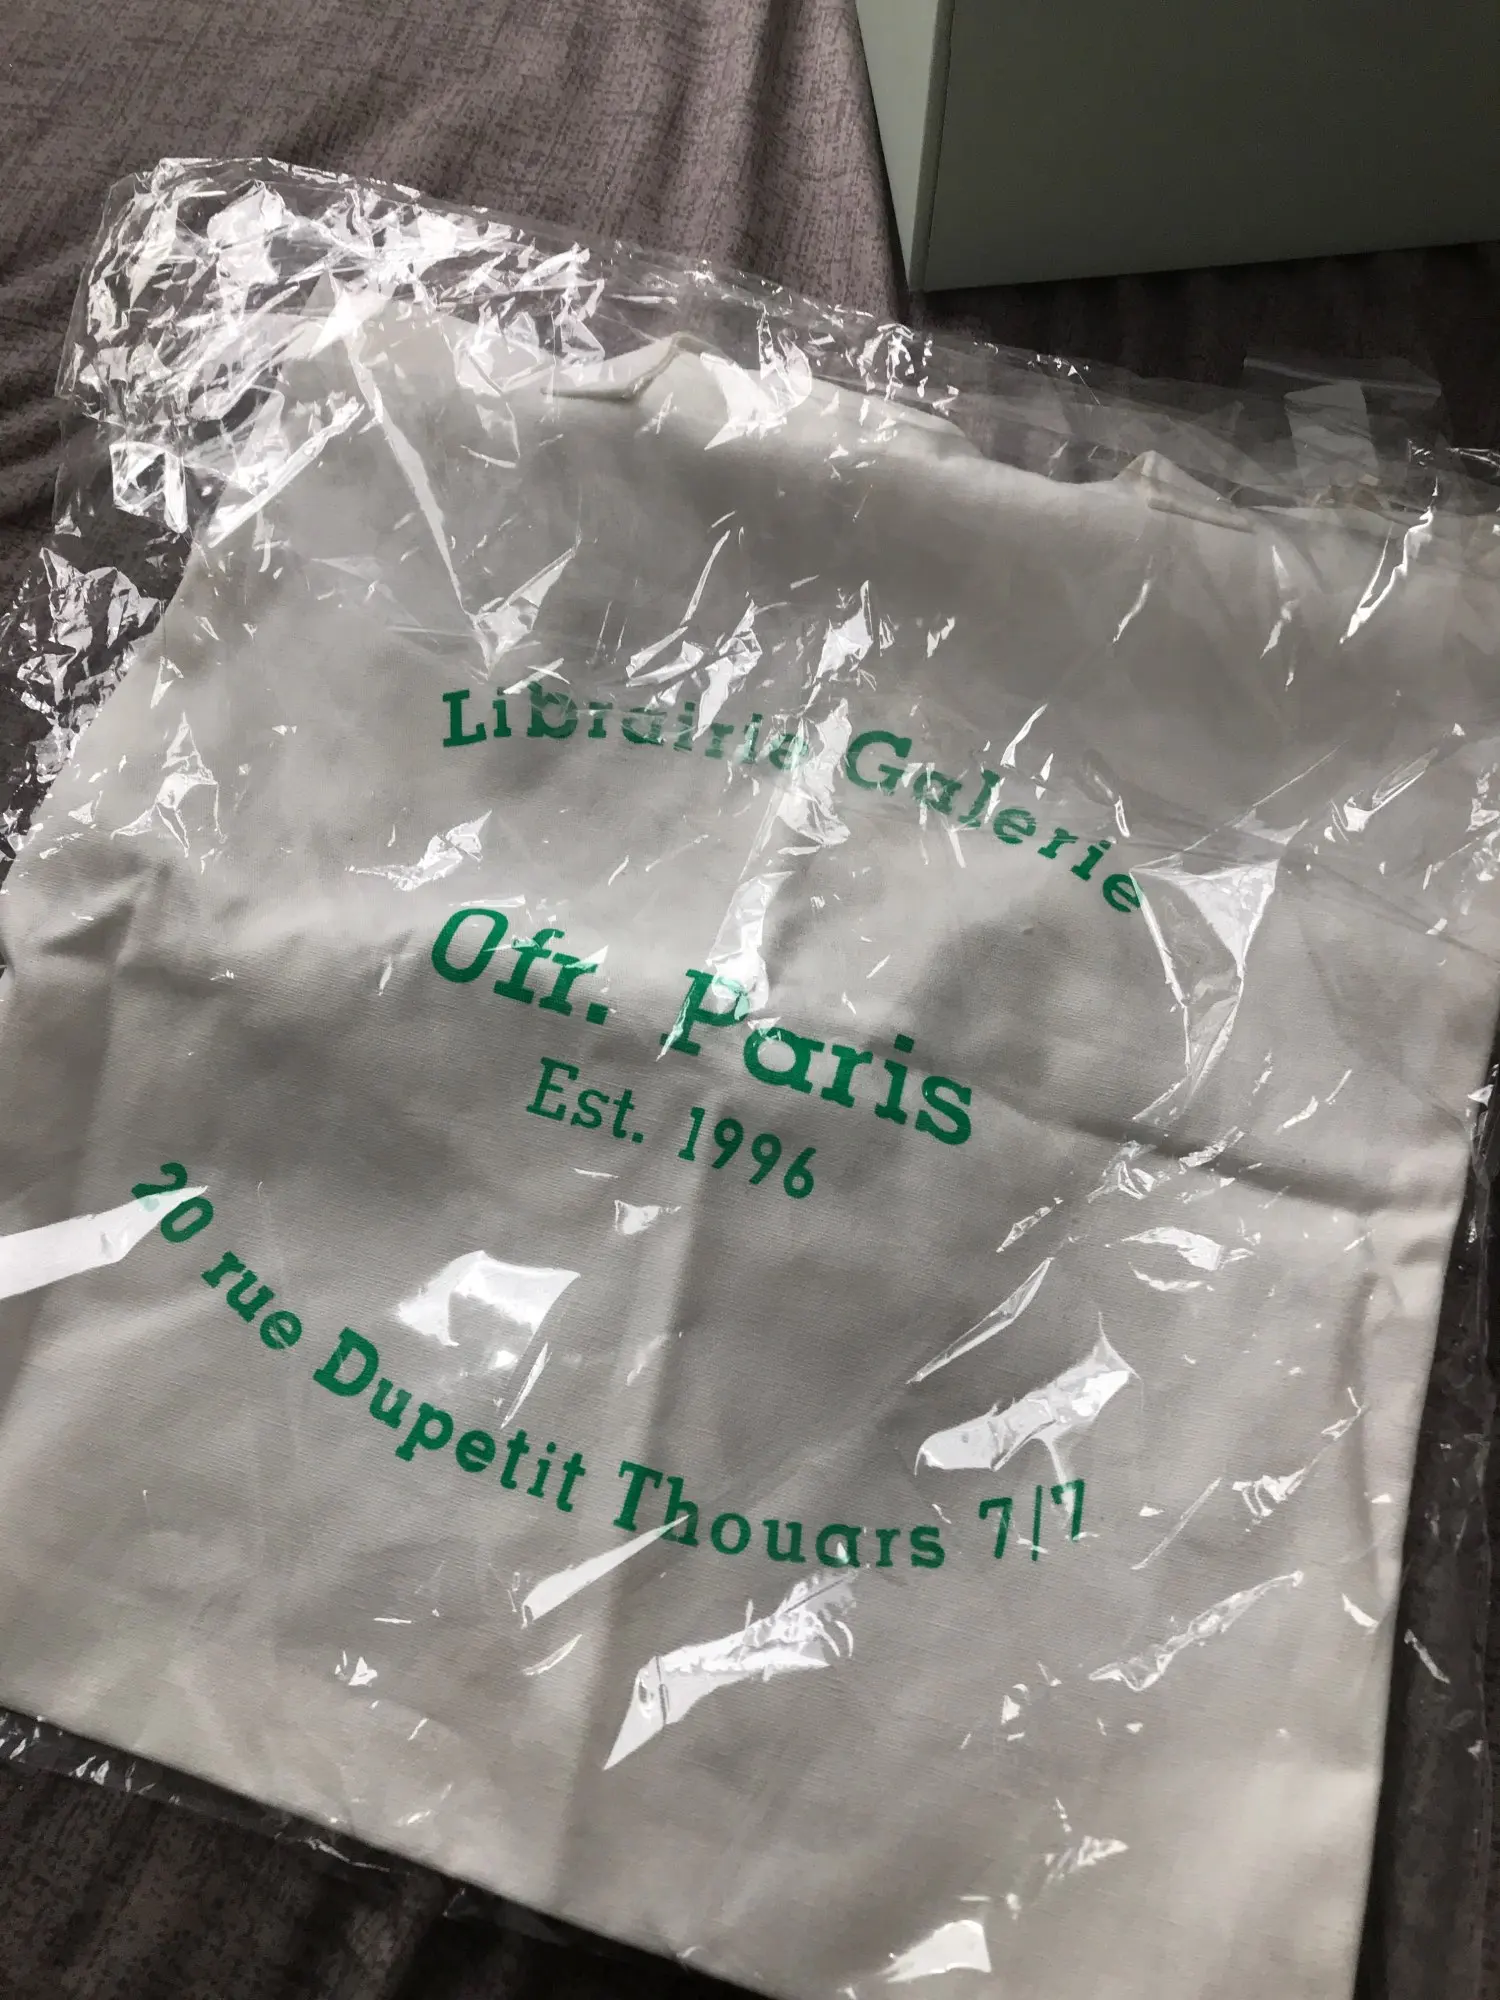 Librairie Galerie
Ofr. Paris
Est. 1996
20 rue Dupetit Thouars 7/7